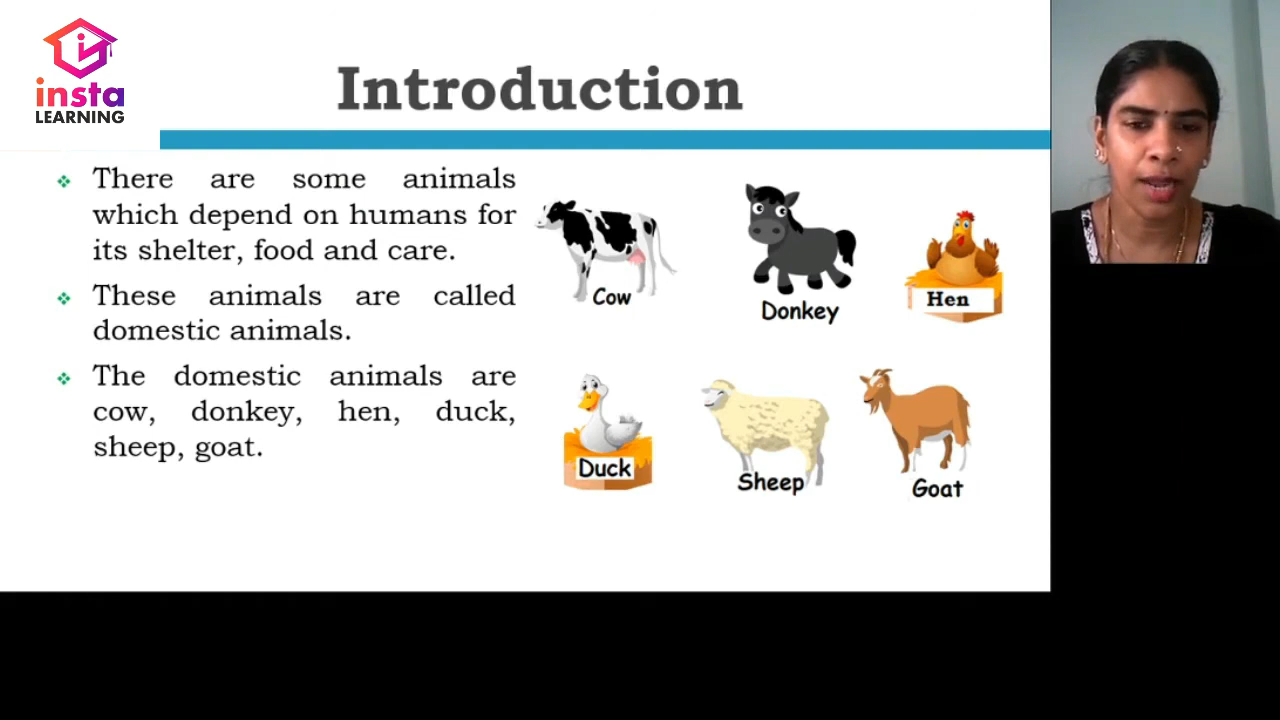 insta
LEARNING
Introduction
❖ There are some animals
which depend on humans for
its shelter, food and care.
❖ These animals are called
domestic animals.
❖ The domestic animals are
cow, donkey, hen, duck,
sheep, goat.
Cow
Donkey
Hen
Duck
Sheep
Goat